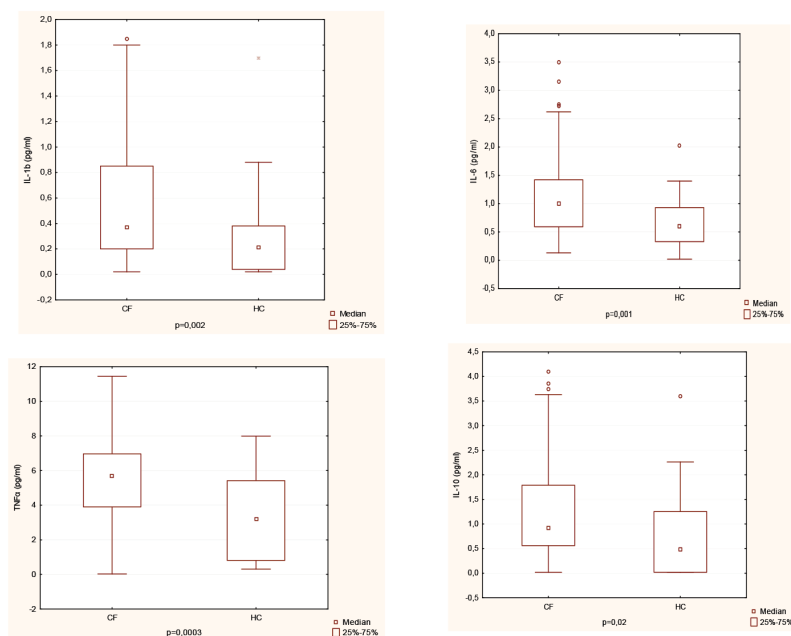 2,0
1,8
1,6
1,4
1,2
1,0
0,8
0,6
0,4
0,2
0,0
-0,2
IL-1b (pg/ml)
CF HC
p=0,002
Median
25%-75%
4,0
3,5
3,0
2,5
2,0
1,5
1,0
0,5
0,0
-0,5
IL-6 (pg/ml)
CF HC
p=0,001
Median
25%-75%
12
10
8
6
4
2
0
-2
TNFα (pg/ml)
CF HC
p=0,0003
Median
25%-75%
4,5
4,0
3,5
3,0
2,5
2,0
1,5
1,0
0,5
0,0
-0,5
IL-10 (pg/ml)
CF HC
p=0,02
Median
25%-75%